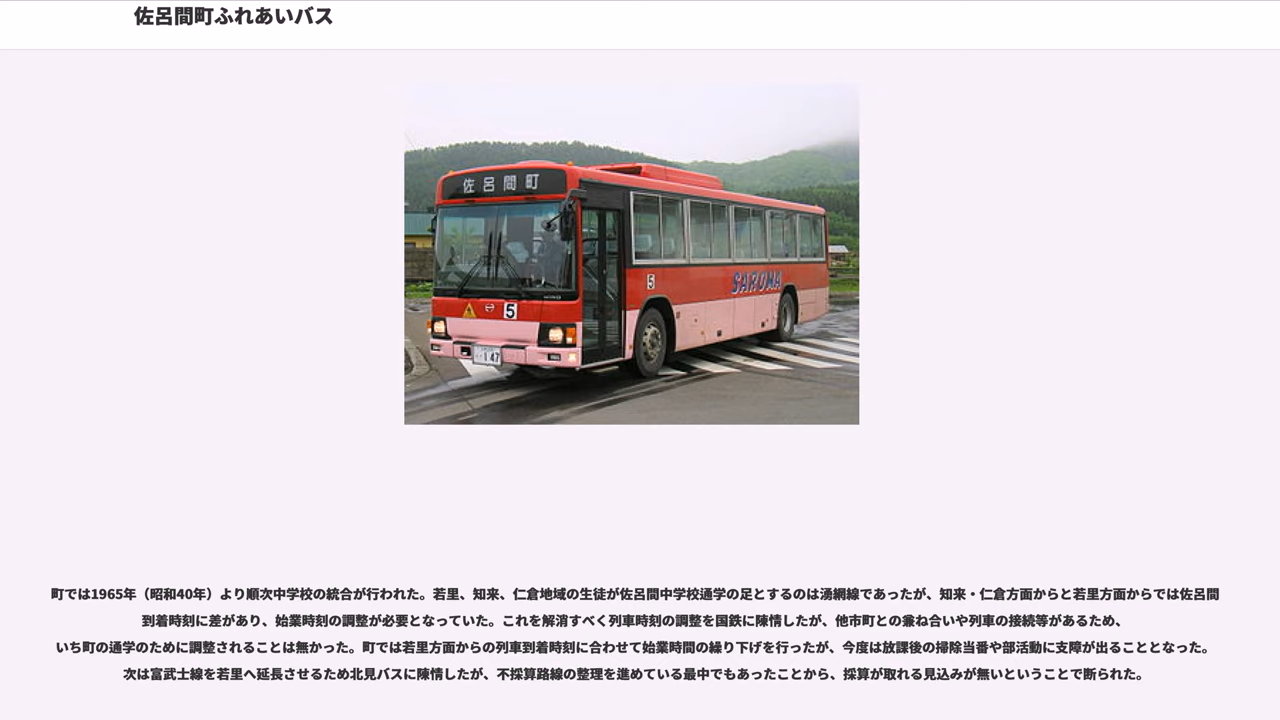 佐呂間町ふれあいバス
佐呂間町
5
SAROMA
5
147
町では1965年（昭和40年）より順次中学校の統合が行われた。若里、知来、仁倉地域の生徒が佐呂間中学校通学の足とするのは湧網線であったが、知来・仁倉方面からと若里方面からでは佐呂間
到着時刻に差があり、始業時刻の調整が必要となっていた。これを解消すべく列車時刻の調整を国鉄に陳情したが、他市町との兼ね合いや列車の接続等があるため、
いち町の通学のために調整されることは無かった。町では若里方面からの列車到着時刻に合わせて始業時間の繰り下げを行ったが、今度は放課後の掃除当番や部活動に支障が出ることとなった。
次は富武士線を若里へ延長させるため北見バスに陳情したが、不採算路線の整理を進めている最中でもあったことから、採算が取れる見込みが無いということで断られた。